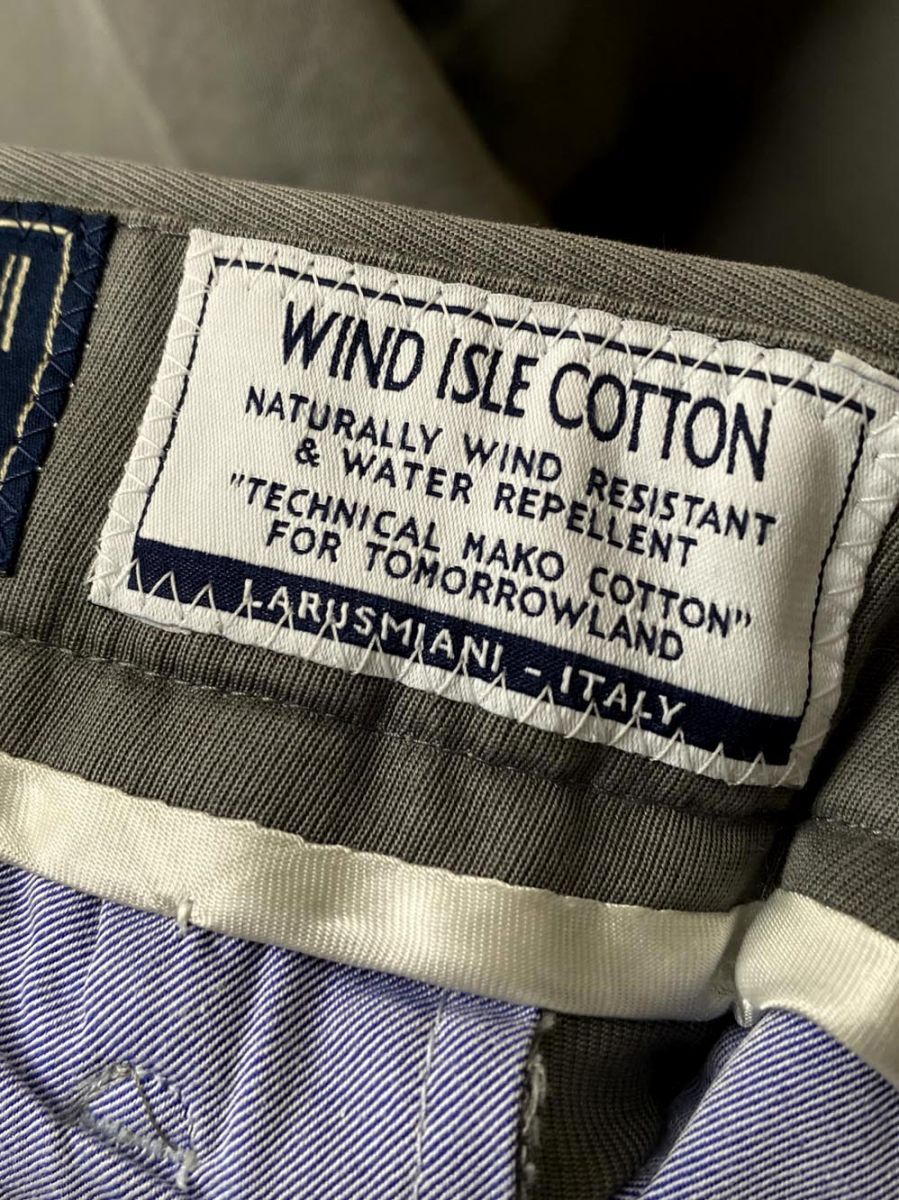 WIND ISLE COTTON
NATURALLY WIND RESISTANT
& WATER REPELLENT
"TECHNICAL MAKO COTTON"
FOR TOMORROWLAND
LARUSMIANI - ITALY